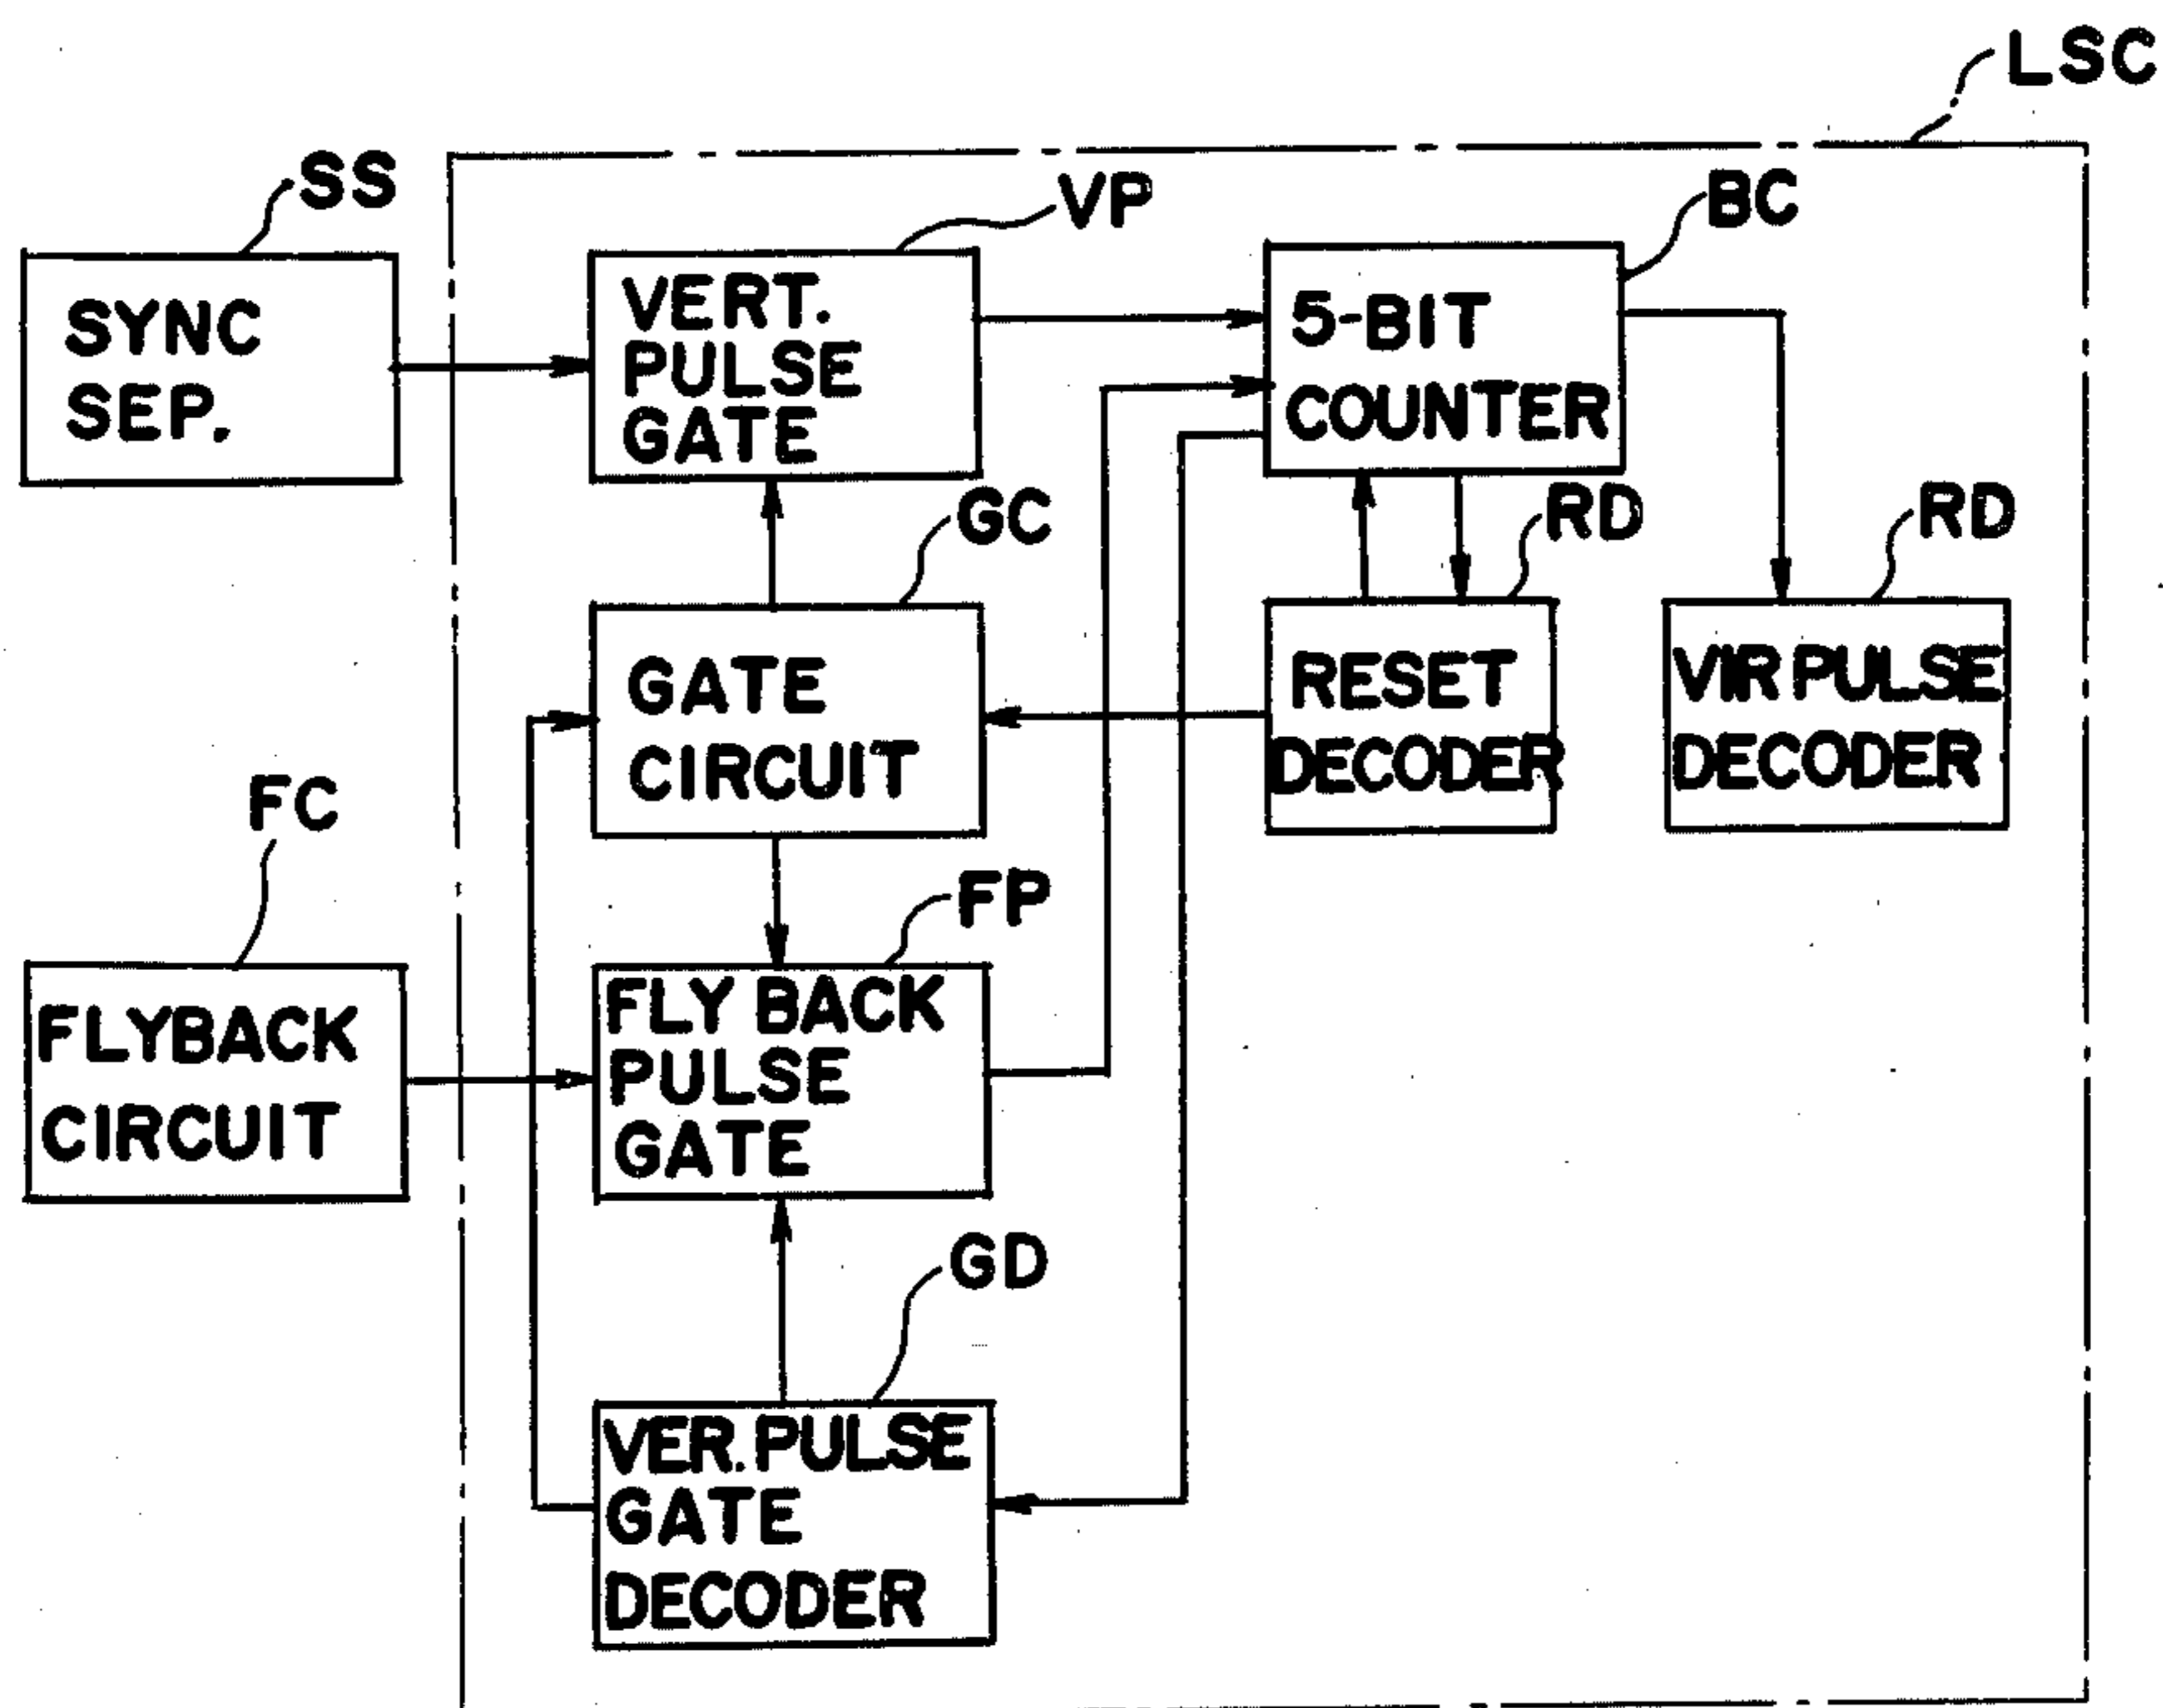 LSC
SS
VP
BC
SYNC
SEP.
VERT.
PULSE
GATE
5-BIT
COUNTER
GC
RD
RD
GATE
CIRCUIT
RESET
DECODER
VIR PULSE
DECODER
FC
FP
FLYBACK
CIRCUIT
FLY BACK
PULSE
GATE
GD
VER. PULSE
GATE
DECODER